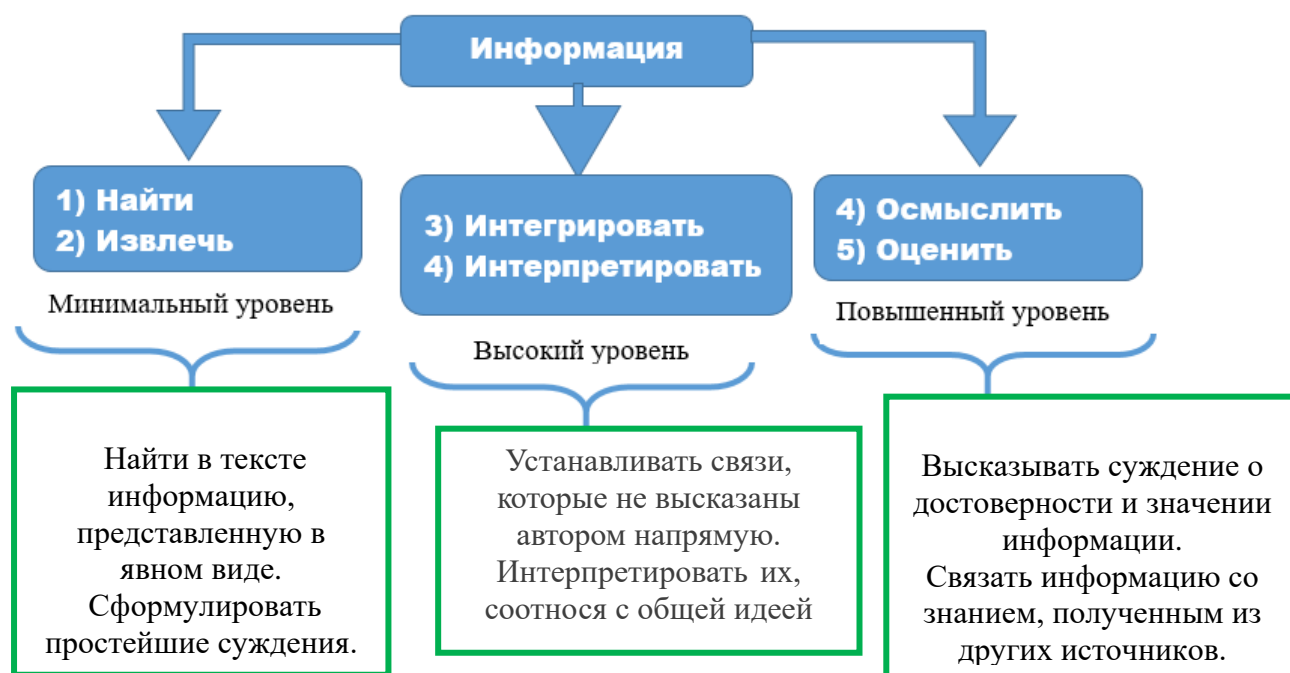 Информация
1) Найти
2) Извлечь
Минимальный уровень
Найти в тексте
информацию,
представленную в
явном виде.
Сформулировать
простейшие суждения.
3) Интегрировать
4) Интерпретировать
Высокий уровень
Устанавливать связи,
которые не высказаны
автором напрямую.
Интерпретировать их,
соотнося с общей идеей
4) Осмыслить
5) Оценить
Повышенный уровень
Высказывать суждение о
достоверности и значении
информации.
Связать информацию со
знанием, полученным из
других источников.